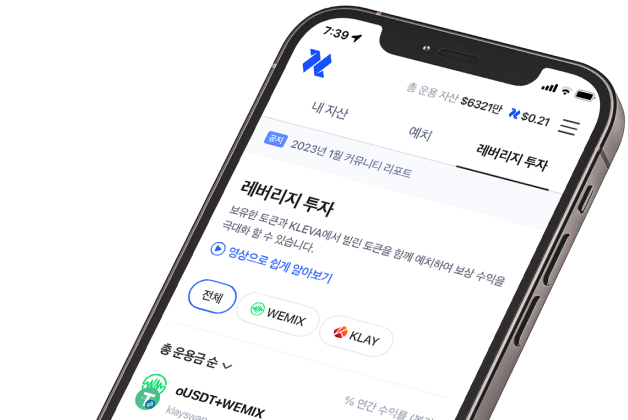 7:39
총 운용 자산 $6321만 $0.21
내 자산 예치 레버리지 투자
공지 2023년 1월 커뮤니티 리포트
레버리지 투자
보유한 토큰과 KLEVA에서 빌린 토큰을 함께 예치하여 보상 수익을
극대화 할 수 있습니다.
영상으로 쉽게 알아보기
전체 WEMIX KLAY
총 운용금 순 % 연간 수익률
oUSDT+WEMIX
klayswap